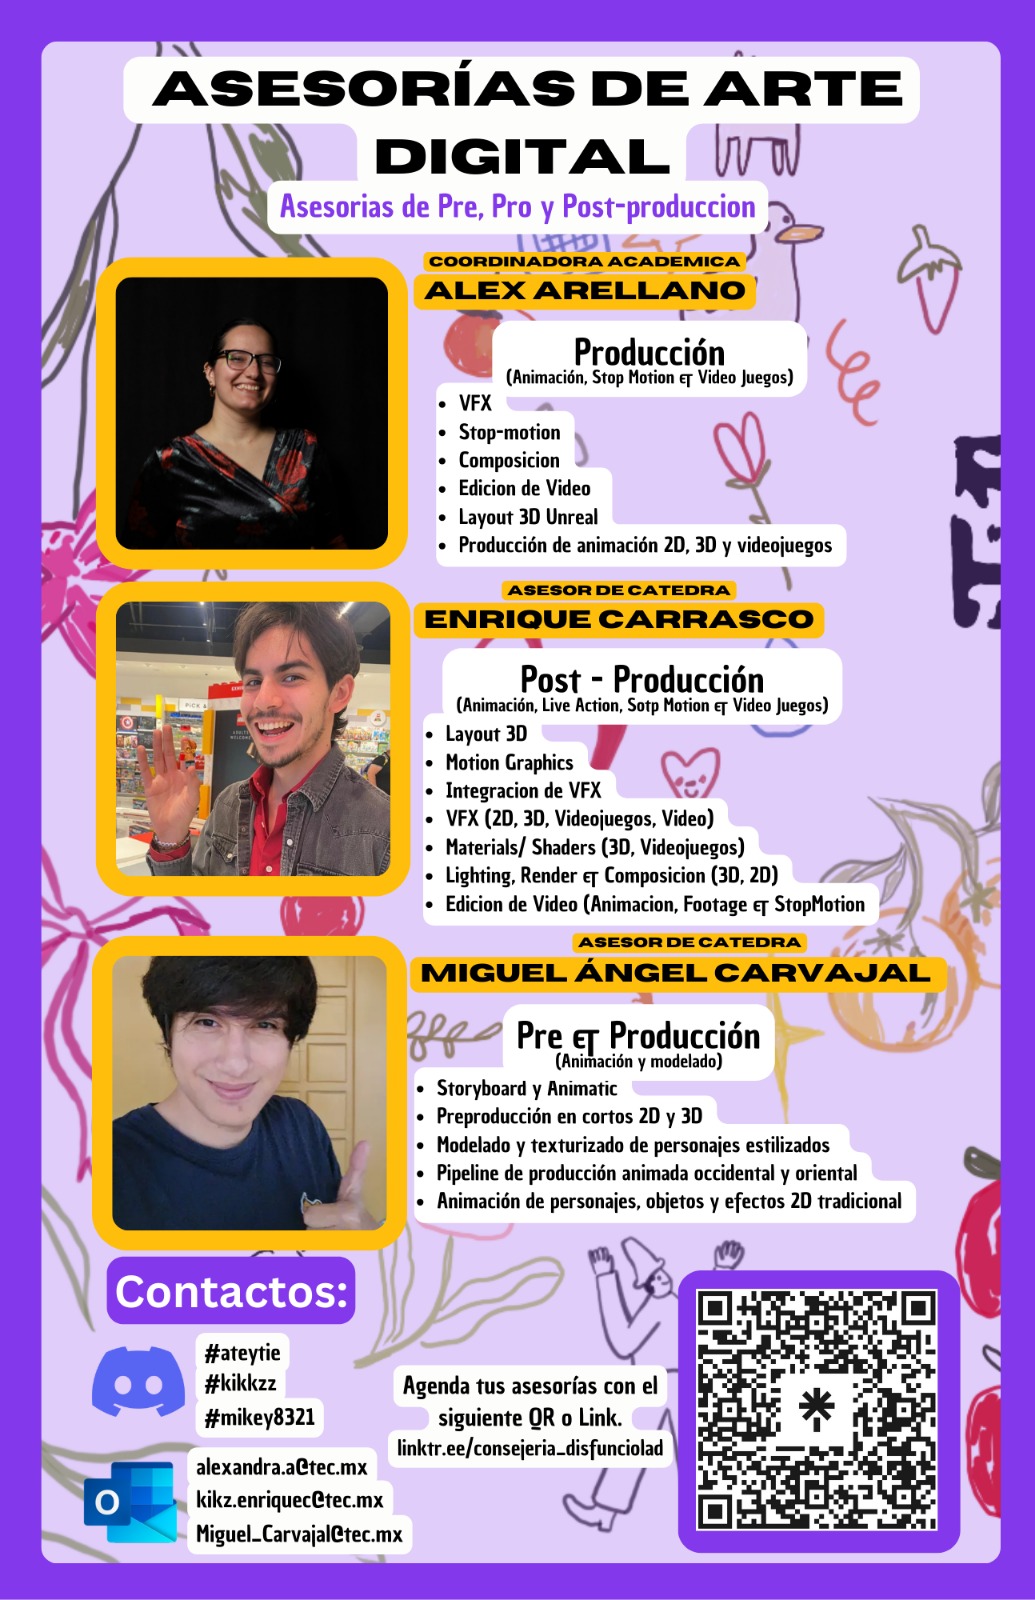 ASESORÍAS DE ARTE
DIGITAL
Asesorias de Pre, Pro y Post-produccion
COORDINADORA ACADEMICA
ALEX ARELLANO
Producción
(Animación, Stop Motion & Video Juegos)
• VFX
• Stop-motion
• Composicion
• Edicion de Video
• Layout 3D Unreal
• Producción de animación 2D, 3D y videojuegos
ASESOR DE CATEDRA
ENRIQUE CARRASCO
Post - Producción
(Animación, Live Action, Sotp Motion & Video Juegos)
• Layout 3D
• Motion Graphics
• Integracion de VFX
• VFX (2D, 3D, Videojuegos, Video)
• Materials/ Shaders (3D, Videojuegos)
• Lighting, Render & Composicion (3D, 2D)
• Edicion de Video (Animacion, Footage & StopMotion
PICK A
ASESOR DE CATEDRA
MIGUEL ÁNGEL CARVAJAL
Pre & Producción
(Animación y modelado)
• Storyboard y Animatic
• Preproducción en cortos 2D y 3D
• Modelado y texturizado de personajes estilizados
• Pipeline de producción animada occidental y oriental
• Animación de personajes, objetos y efectos 2D tradicional
Contactos:
#ateytie
#kikkzz
#mikey8321
Agenda tus asesorías con el
siguiente QR o Link.
linktr.ee/consejeria_disfunciolad
O
alexandra.a@tec.mx
kikz.enriquec@tec.mx
Miguel_Carvajal@tec.mx